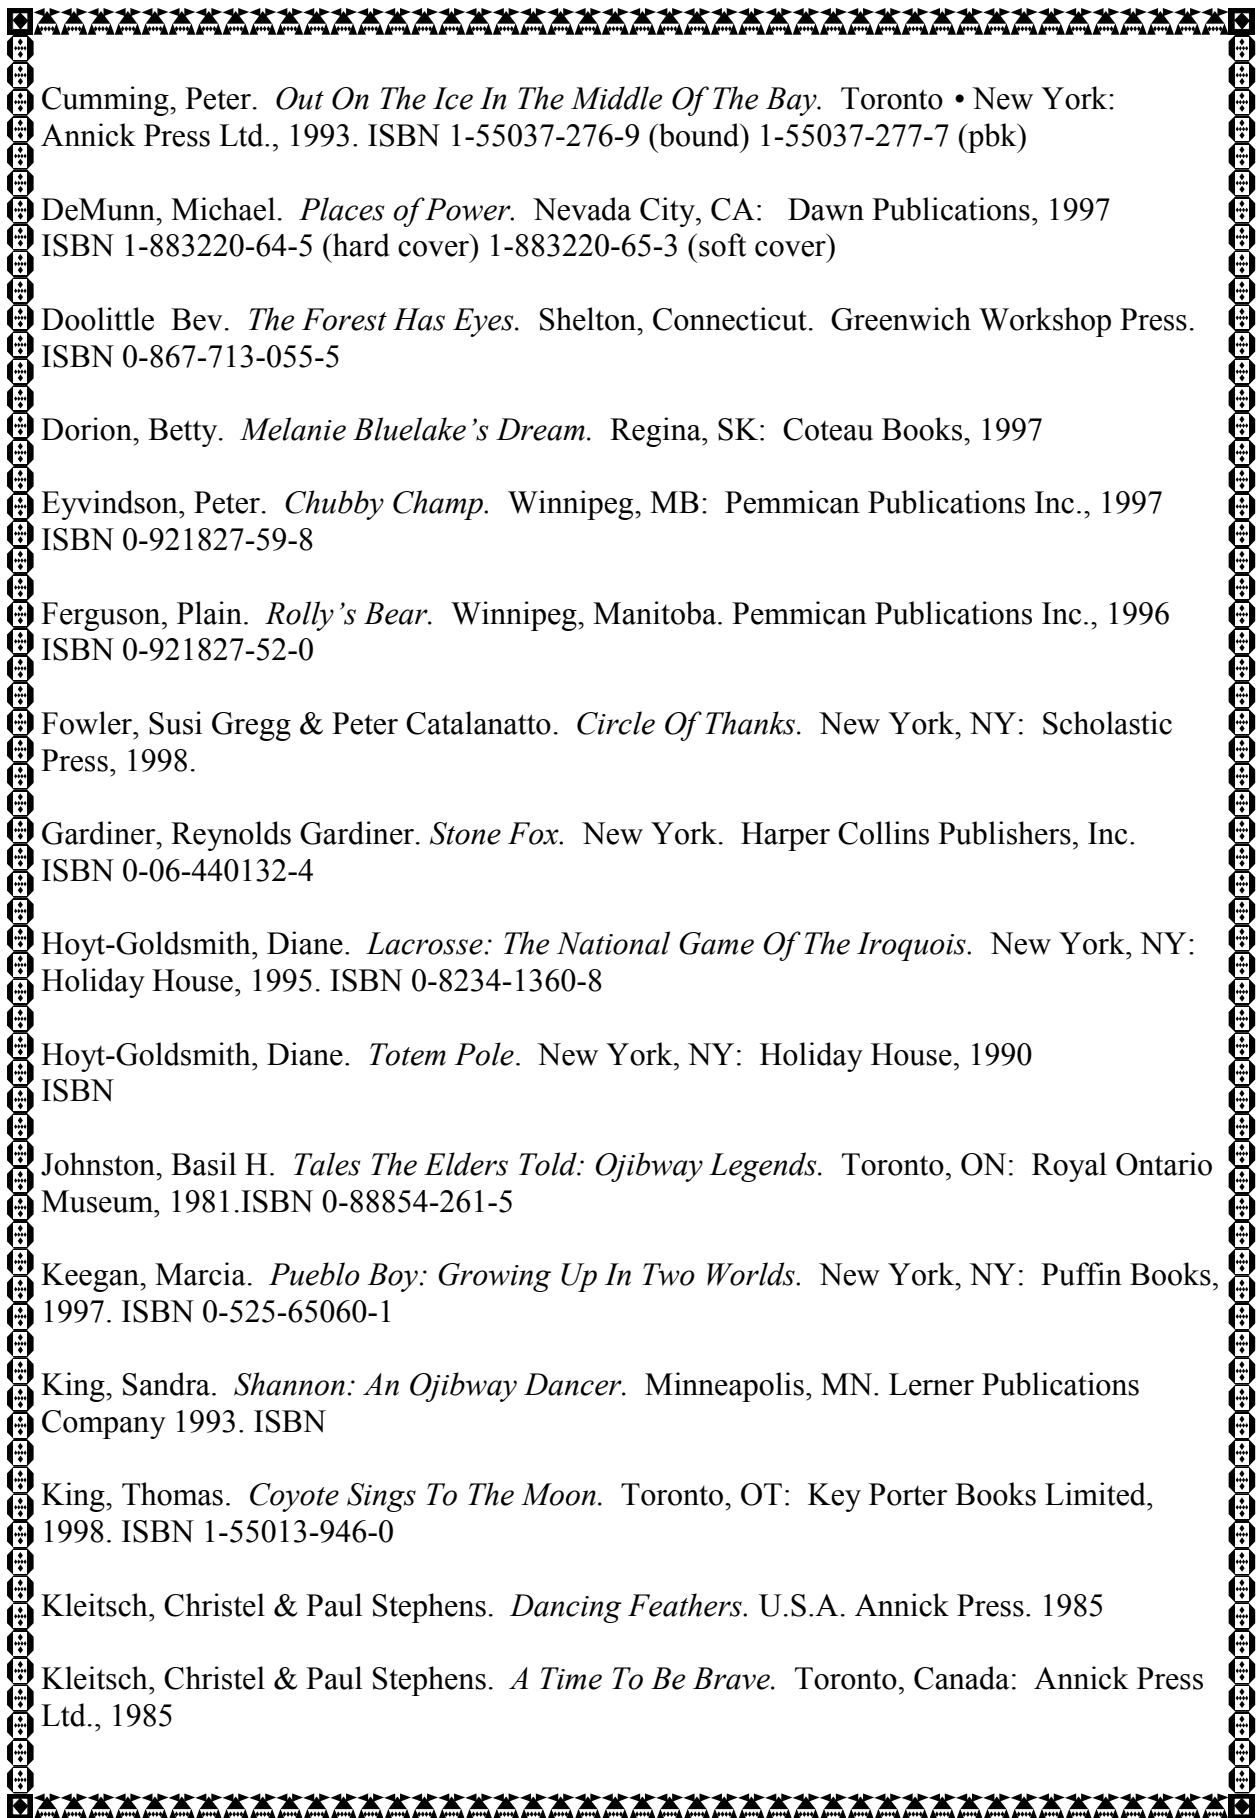 Cumming, Peter.  Out On The Ice In The Middle Of The Bay.  Toronto • New York:
Annick Press Ltd., 1993. ISBN 1-55037-276-9 (bound) 1-55037-277-7 (pbk)
DeMunn, Michael.  Places of Power.  Nevada City, CA:   Dawn Publications, 1997
ISBN 1-883220-64-5 (hard cover) 1-883220-65-3 (soft cover)
Doolittle  Bev.  The Forest Has Eyes.  Shelton, Connecticut.  Greenwich Workshop Press.
ISBN 0-867-713-055-5
Dorion, Betty.  Melanie Bluelake’s Dream.  Regina, SK:  Coteau Books, 1997
Eyvindson, Peter.  Chubby Champ.  Winnipeg, MB:  Pemmican Publications Inc., 1997
ISBN 0-921827-59-8
Ferguson, Plain.  Rolly’s Bear.  Winnipeg, Manitoba. Pemmican Publications Inc., 1996
ISBN 0-921827-52-0
Fowler, Susi Gregg & Peter Catalanatto.  Circle Of Thanks.  New York, NY:  Scholastic
Press, 1998.
Gardiner, Reynolds Gardiner. Stone Fox.  New York.  Harper Collins Publishers, Inc.
ISBN 0-06-440132-4
Hoyt-Goldsmith, Diane.  Lacrosse: The National Game Of The Iroquois.  New York, NY:
Holiday House, 1995. ISBN 0-8234-1360-8
Hoyt-Goldsmith, Diane.  Totem Pole.  New York, NY:  Holiday House, 1990
ISBN
Johnston, Basil H.  Tales The Elders Told: Ojibway Legends.  Toronto, ON:  Royal Ontario
Museum, 1981.ISBN 0-88854-261-5
Keegan, Marcia.  Pueblo Boy: Growing Up In Two Worlds.  New York, NY:  Puffin Books,
1997. ISBN 0-525-65060-1
King, Sandra.  Shannon: An Ojibway Dancer.  Minneapolis, MN. Lerner Publications
Company 1993. ISBN
King, Thomas.  Coyote Sings To The Moon.  Toronto, OT:  Key Porter Books Limited,
1998. ISBN 1-55013-946-0
Kleitsch, Christel & Paul Stephens.  Dancing Feathers. U.S.A. Annick Press. 1985
Kleitsch, Christel & Paul Stephens.  A Time To Be Brave.  Toronto, Canada:  Annick Press
Ltd., 1985